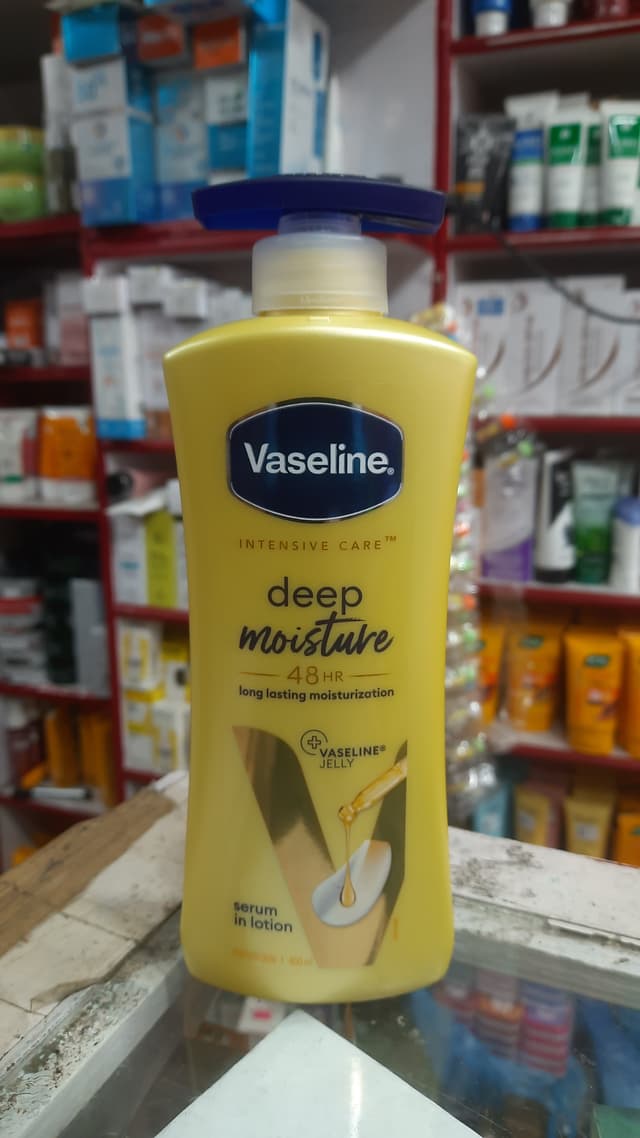 Vaseline®
INTENSIVE CARE™
deep
moisture
48 HR
long lasting moisturization
VASELINE®
JELLY
serum
in lotion